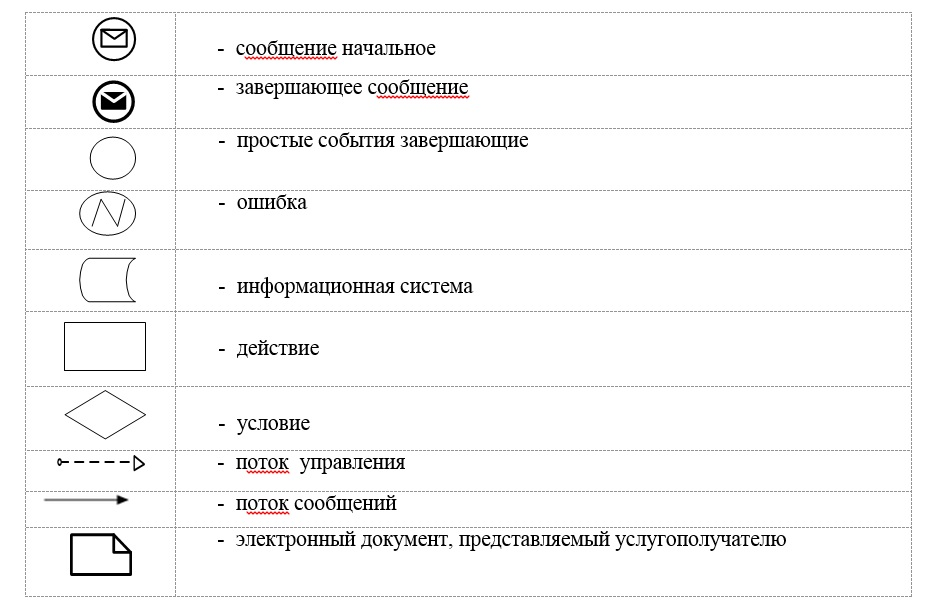 - сообщение начальное
- завершающее сообщение
- простые события завершающие
- ошибка
- информационная система
- действие
- условие
- поток  управления
- поток сообщений
- электронный документ, представляемый услугополучателю